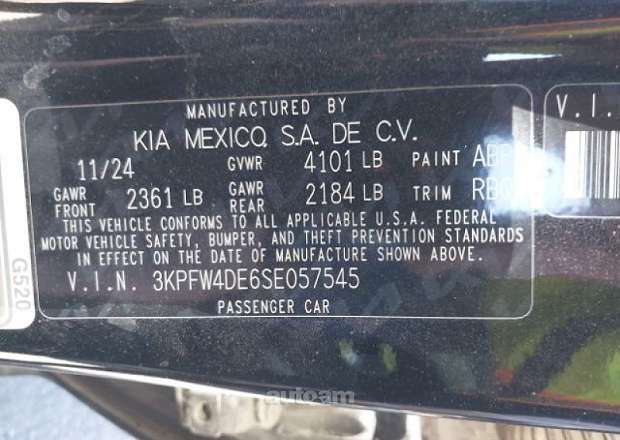 MANUFACTURED BY
KIA MEXICO, S.A. DE C.V.
11/24 GVWR 4101 LB PAINT ABP
GAWR FRONT 2361 LB GAWR REAR 2184 LB TRIM
THIS VEHICLE CONFORMS TO ALL APPLICABLE U.S.A. FEDERAL
MOTOR VEHICLE SAFETY, BUMPER, AND THEFT PREVENTION STANDARDS
IN EFFECT ON THE DATE OF MANUFACTURE SHOWN ABOVE.
V.I.N. 3KPFW4DE6SE057545
PASSENGER CAR
V.I.
G520
autoam